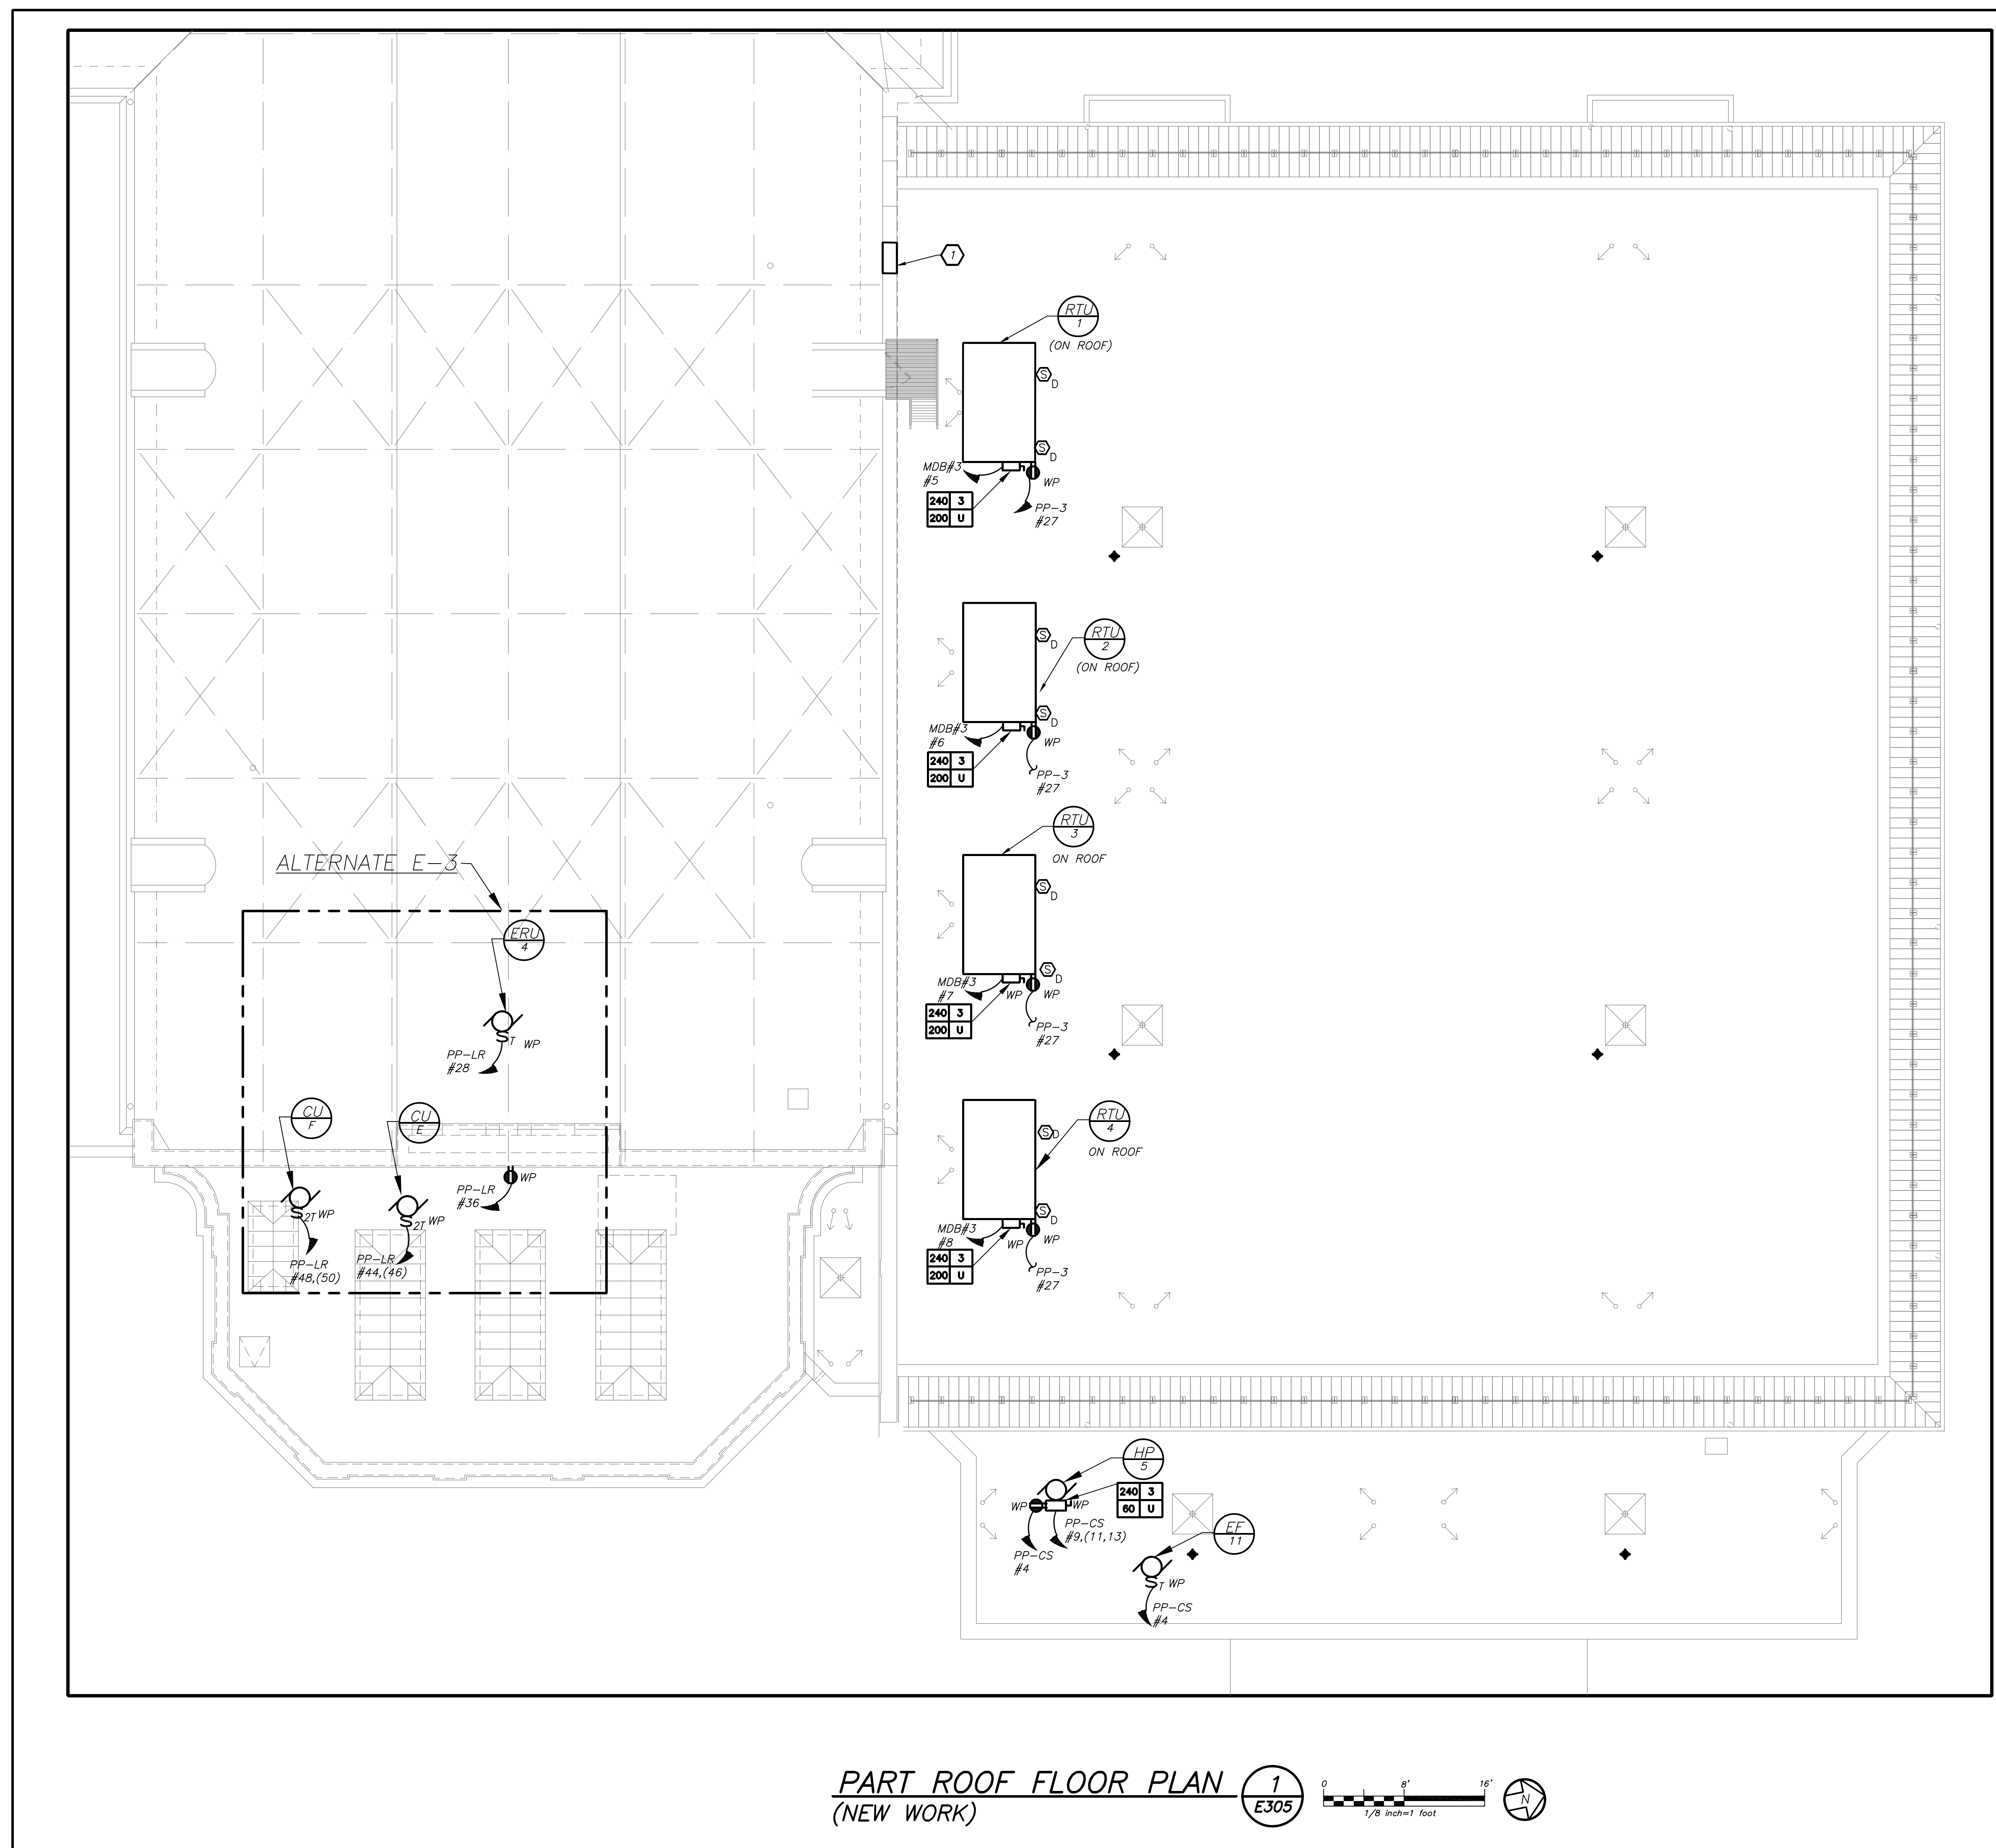 1
RTU
1
(ON ROOF)
S
D
S
D
MDB#3
#5
WP
240 3
200 U
PP-3
#27
RTU
2
(ON ROOF)
S
D
S
D
MDB#3
#6
WP
240 3
200 U
PP-3
#27
RTU
3
ON ROOF
S
D
S
D
MDB#3
#7
WP
WP
240 3
200 U
PP-3
#27
RTU
4
ON ROOF
S
D
S
D
MDB#3
#8
WP
WP
240 3
200 U
PP-3
#27
ALTERNATE E-3
ERU
4
S T WP
PP-LR
#28
CU
F
CU
E
WP
PP-LR
#36
S 2T WP
S 2T WP
PP-LR
#48,(50)
PP-LR
#44,(46)
HP
5
240 3
60 U
WP
WP
PP-CS
#9,(11,13)
PP-CS
#4
EF
11
S T WP
PP-CS
#4
PART ROOF FLOOR PLAN
(NEW WORK)
1
E305
0 8' 16'
1/8 inch=1 foot
N